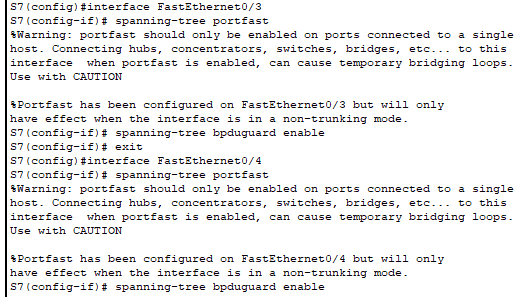 S7(config)#interface FastEthernet0/3
S7(config-if)# spanning-tree portfast
%Warning: portfast should only be enabled on ports connected to a single
host. Connecting hubs, concentrators, switches, bridges, etc... to this
interface  when portfast is enabled, can cause temporary bridging loops.
Use with CAUTION

%Portfast has been configured on FastEthernet0/3 but will only
have effect when the interface is in a non-trunking mode.
S7(config-if)# spanning-tree bpduguard enable
S7(config-if)# exit
S7(config)#interface FastEthernet0/4
S7(config-if)# spanning-tree portfast
%Warning: portfast should only be enabled on ports connected to a single
host. Connecting hubs, concentrators, switches, bridges, etc... to this
interface  when portfast is enabled, can cause temporary bridging loops.
Use with CAUTION

%Portfast has been configured on FastEthernet0/4 but will only
have effect when the interface is in a non-trunking mode.
S7(config-if)# spanning-tree bpduguard enable